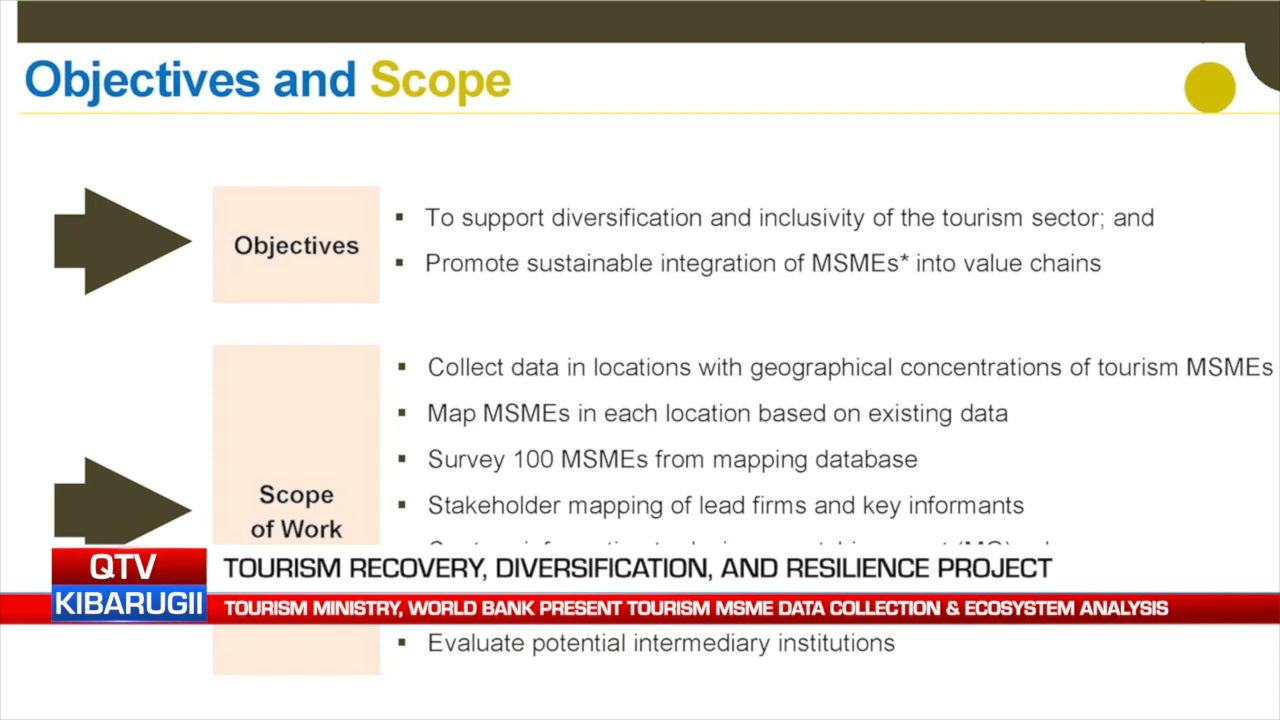 Objectives and Scope
Objectives
▪ To support diversification and inclusivity of the tourism sector; and
▪ Promote sustainable integration of MSMEs* into value chains
Scope
of Work
▪ Collect data in locations with geographical concentrations of tourism MSMEs
▪ Map MSMEs in each location based on existing data
▪ Survey 100 MSMEs from mapping database
▪ Stakeholder mapping of lead firms and key informants
▪ Evaluate potential intermediary institutions
QTV
KIBARUGII
TOURISM RECOVERY, DIVERSIFICATION, AND RESILIENCE PROJECT
TOURISM MINISTRY, WORLD BANK PRESENT TOURISM MSME DATA COLLECTION & ECOSYSTEM ANALYSIS